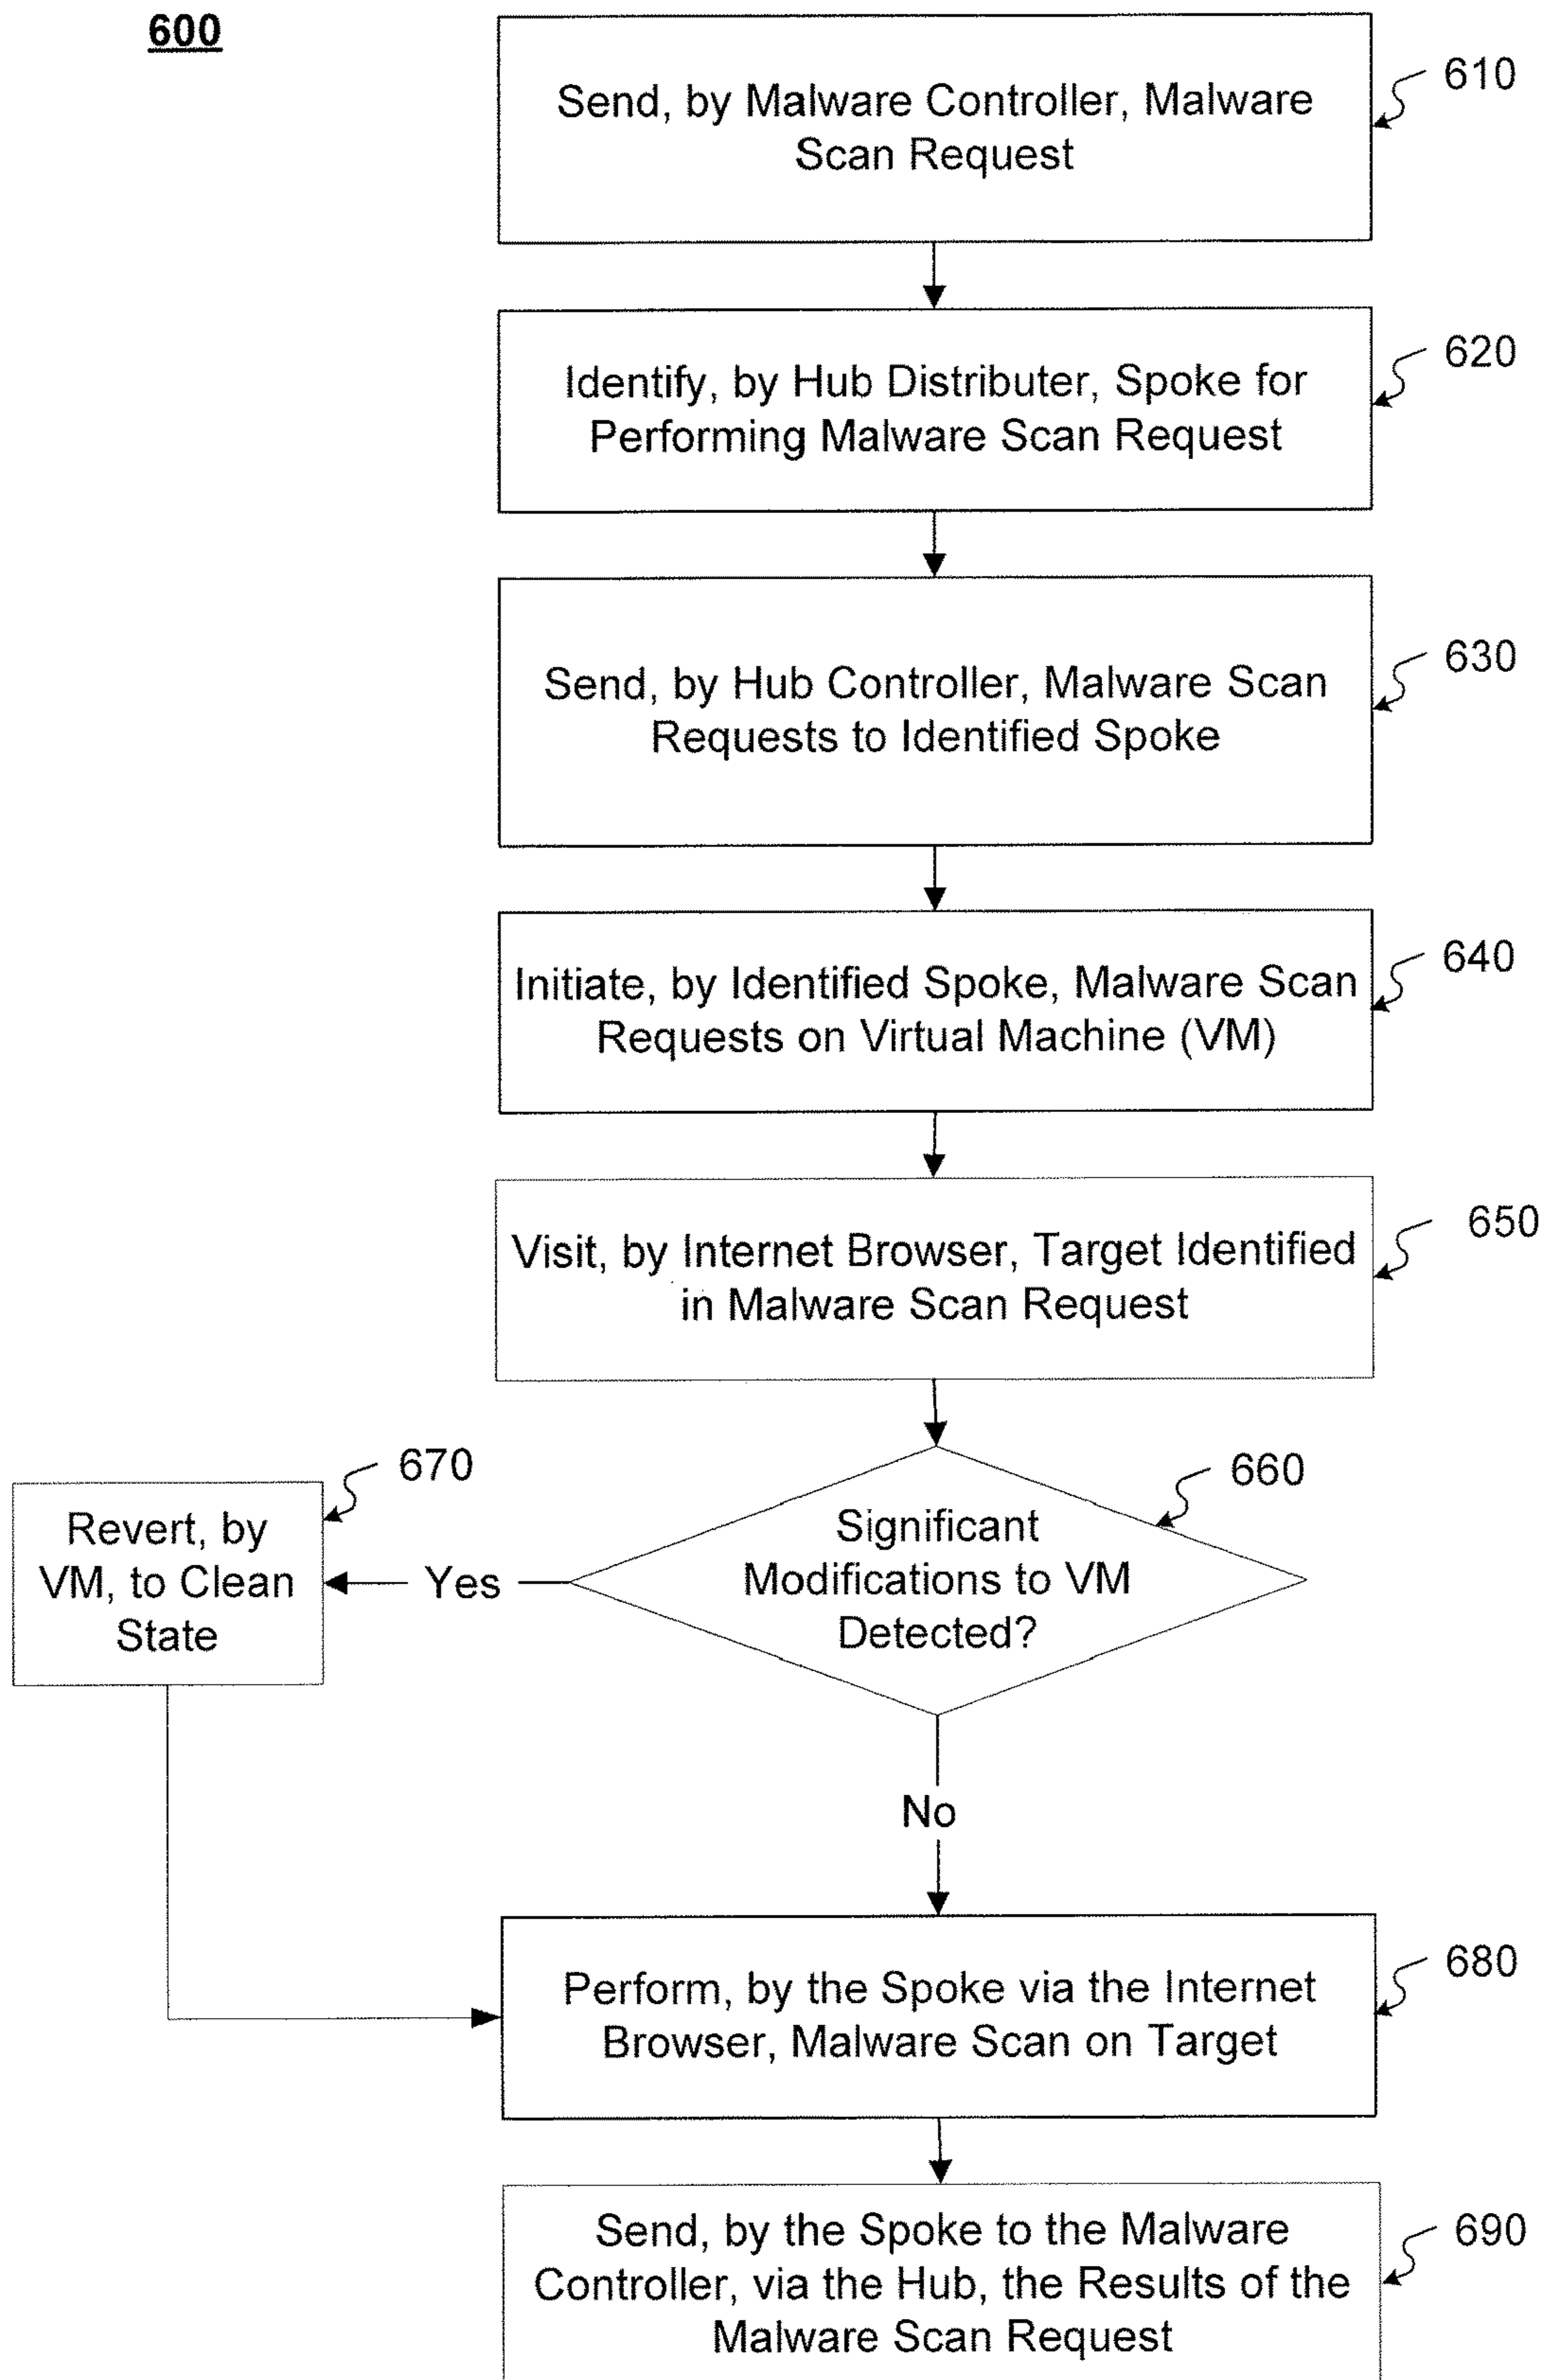 600
Send, by Malware Controller, Malware
Scan Request
610
Identify, by Hub Distributer, Spoke for
Performing Malware Scan Request
620
Send, by Hub Controller, Malware Scan
Requests to Identified Spoke
630
Initiate, by Identified Spoke, Malware Scan
Requests on Virtual Machine (VM)
640
Visit, by Internet Browser, Target Identified
in Malware Scan Request
650
Significant
Modifications to VM
Detected?
660
Yes
Revert, by
VM, to Clean
State
670
No
Perform, by the Spoke via the Internet
Browser, Malware Scan on Target
680
Send, by the Spoke to the Malware
Controller, via the Hub, the Results of the
Malware Scan Request
690